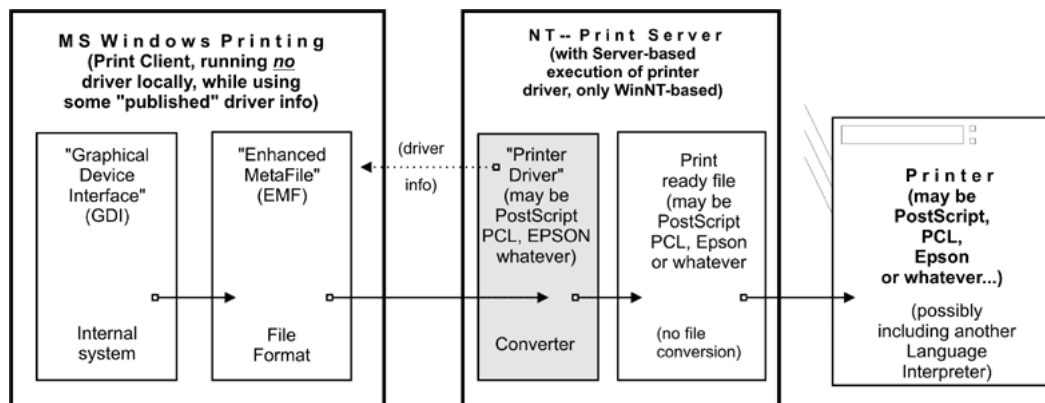 MS Windows Printing
(Print Client, running no
driver locally, while using
some "published" driver info)
"Graphical
Device
Interface"
(GDI)
Internal
system
"Enhanced
MetaFile"
(EMF)
File
Format
(driver
info)
NT -- Print Server
(with Server-based
execution of printer
driver, only WinNT-based)
"Printer
Driver"
(may be
PostScript
PCL, EPSON
whatever)
Converter
Print
ready file
(may be
PostScript
PCL, Epson
or whatever
(no file
conversion)
Printer
(may be
PostScript,
PCL,
Epson
or whatever...)
(possibly
including another
Language
Interpreter)